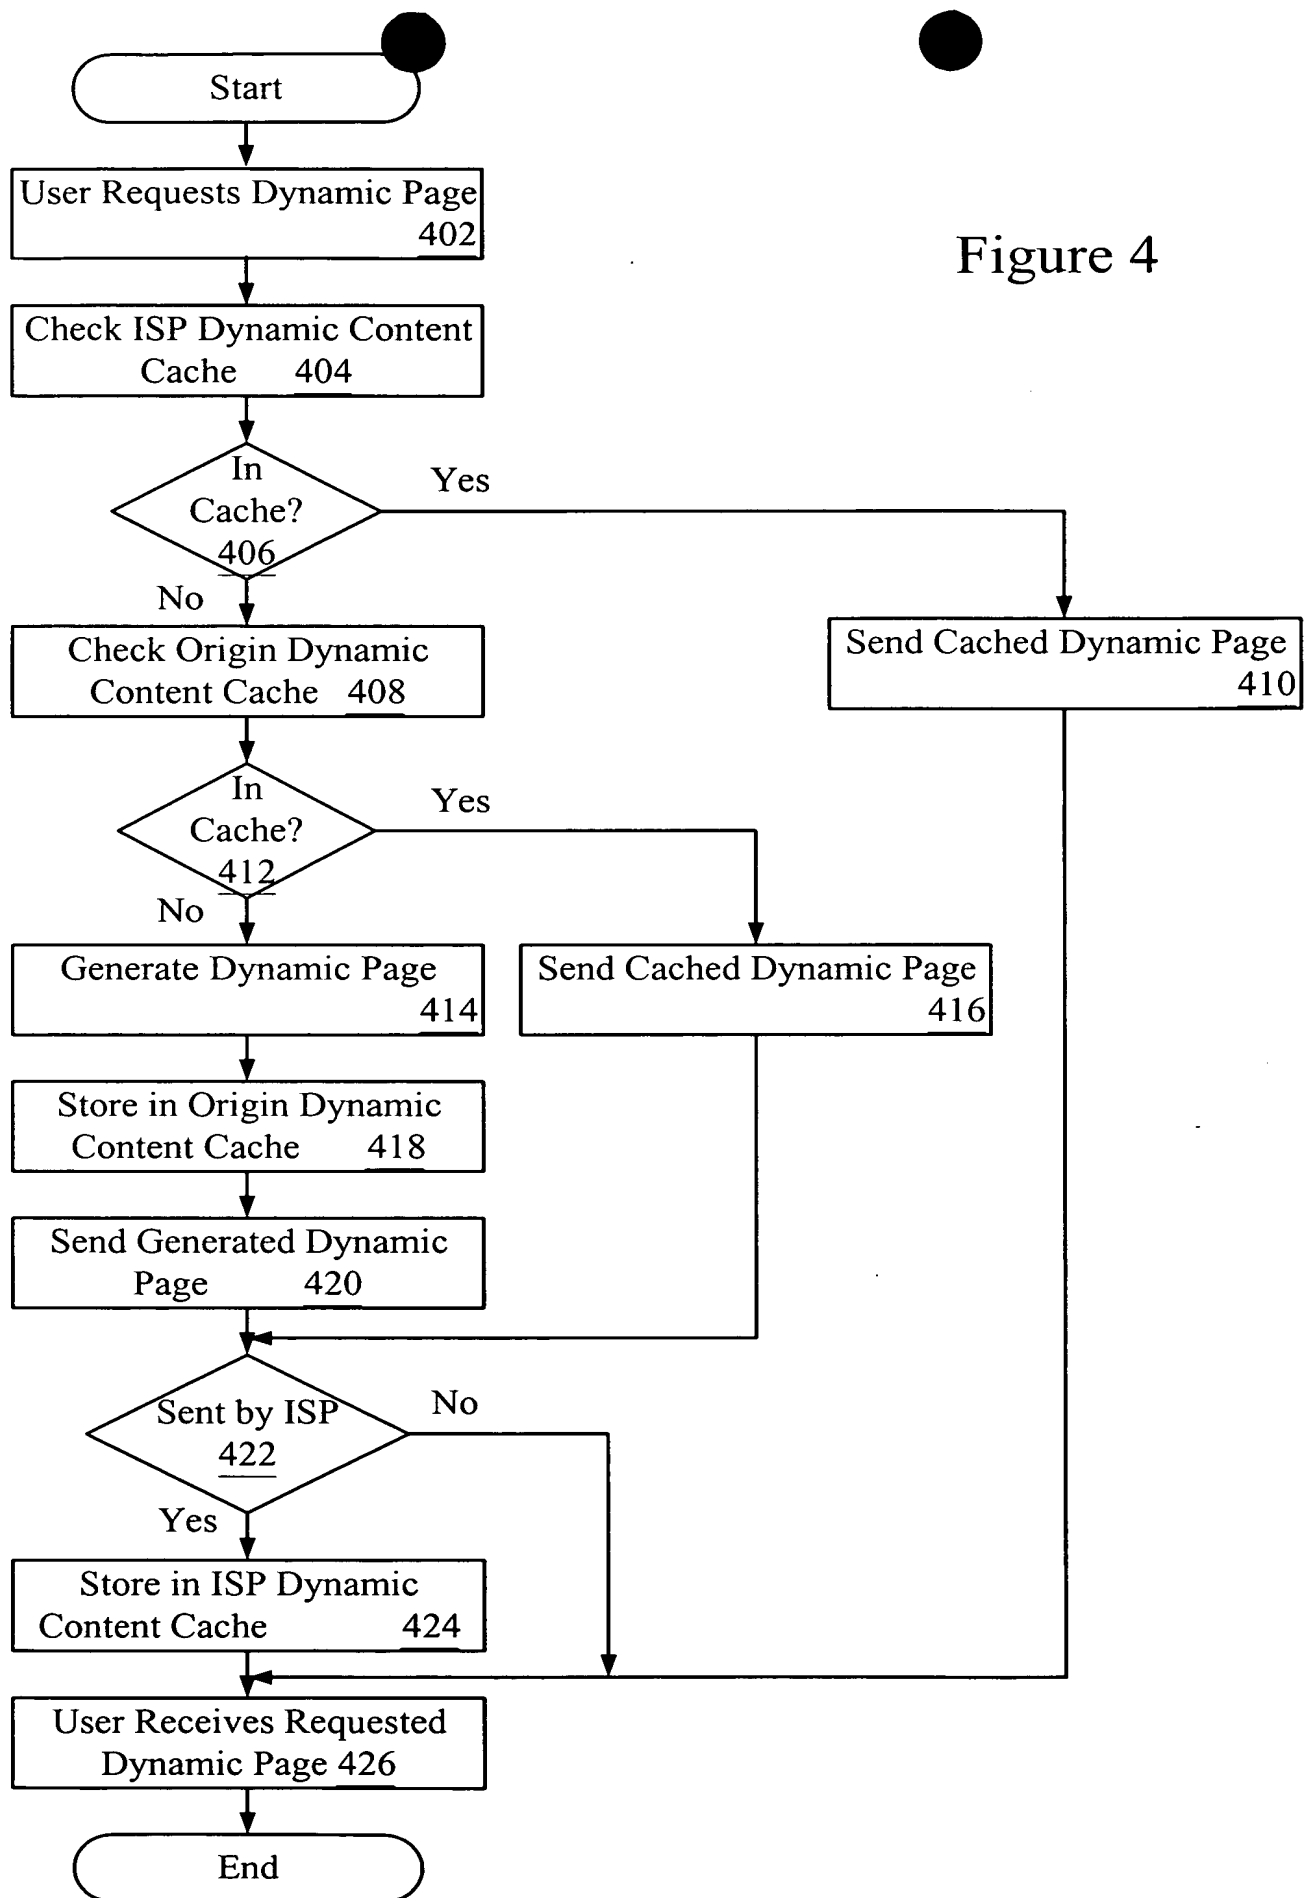 Start
User Requests Dynamic Page
402
Figure 4
Check ISP Dynamic Content
Cache 404
In
Cache?
406
Yes
No
Check Origin Dynamic
Content Cache 408
Send Cached Dynamic Page
410
In
Cache?
412
Yes
No
Generate Dynamic Page
414
Send Cached Dynamic Page
416
Store in Origin Dynamic
Content Cache 418
Send Generated Dynamic
Page 420
Sent by ISP
422
No
Yes
Store in ISP Dynamic
Content Cache 424
User Receives Requested
Dynamic Page 426
End